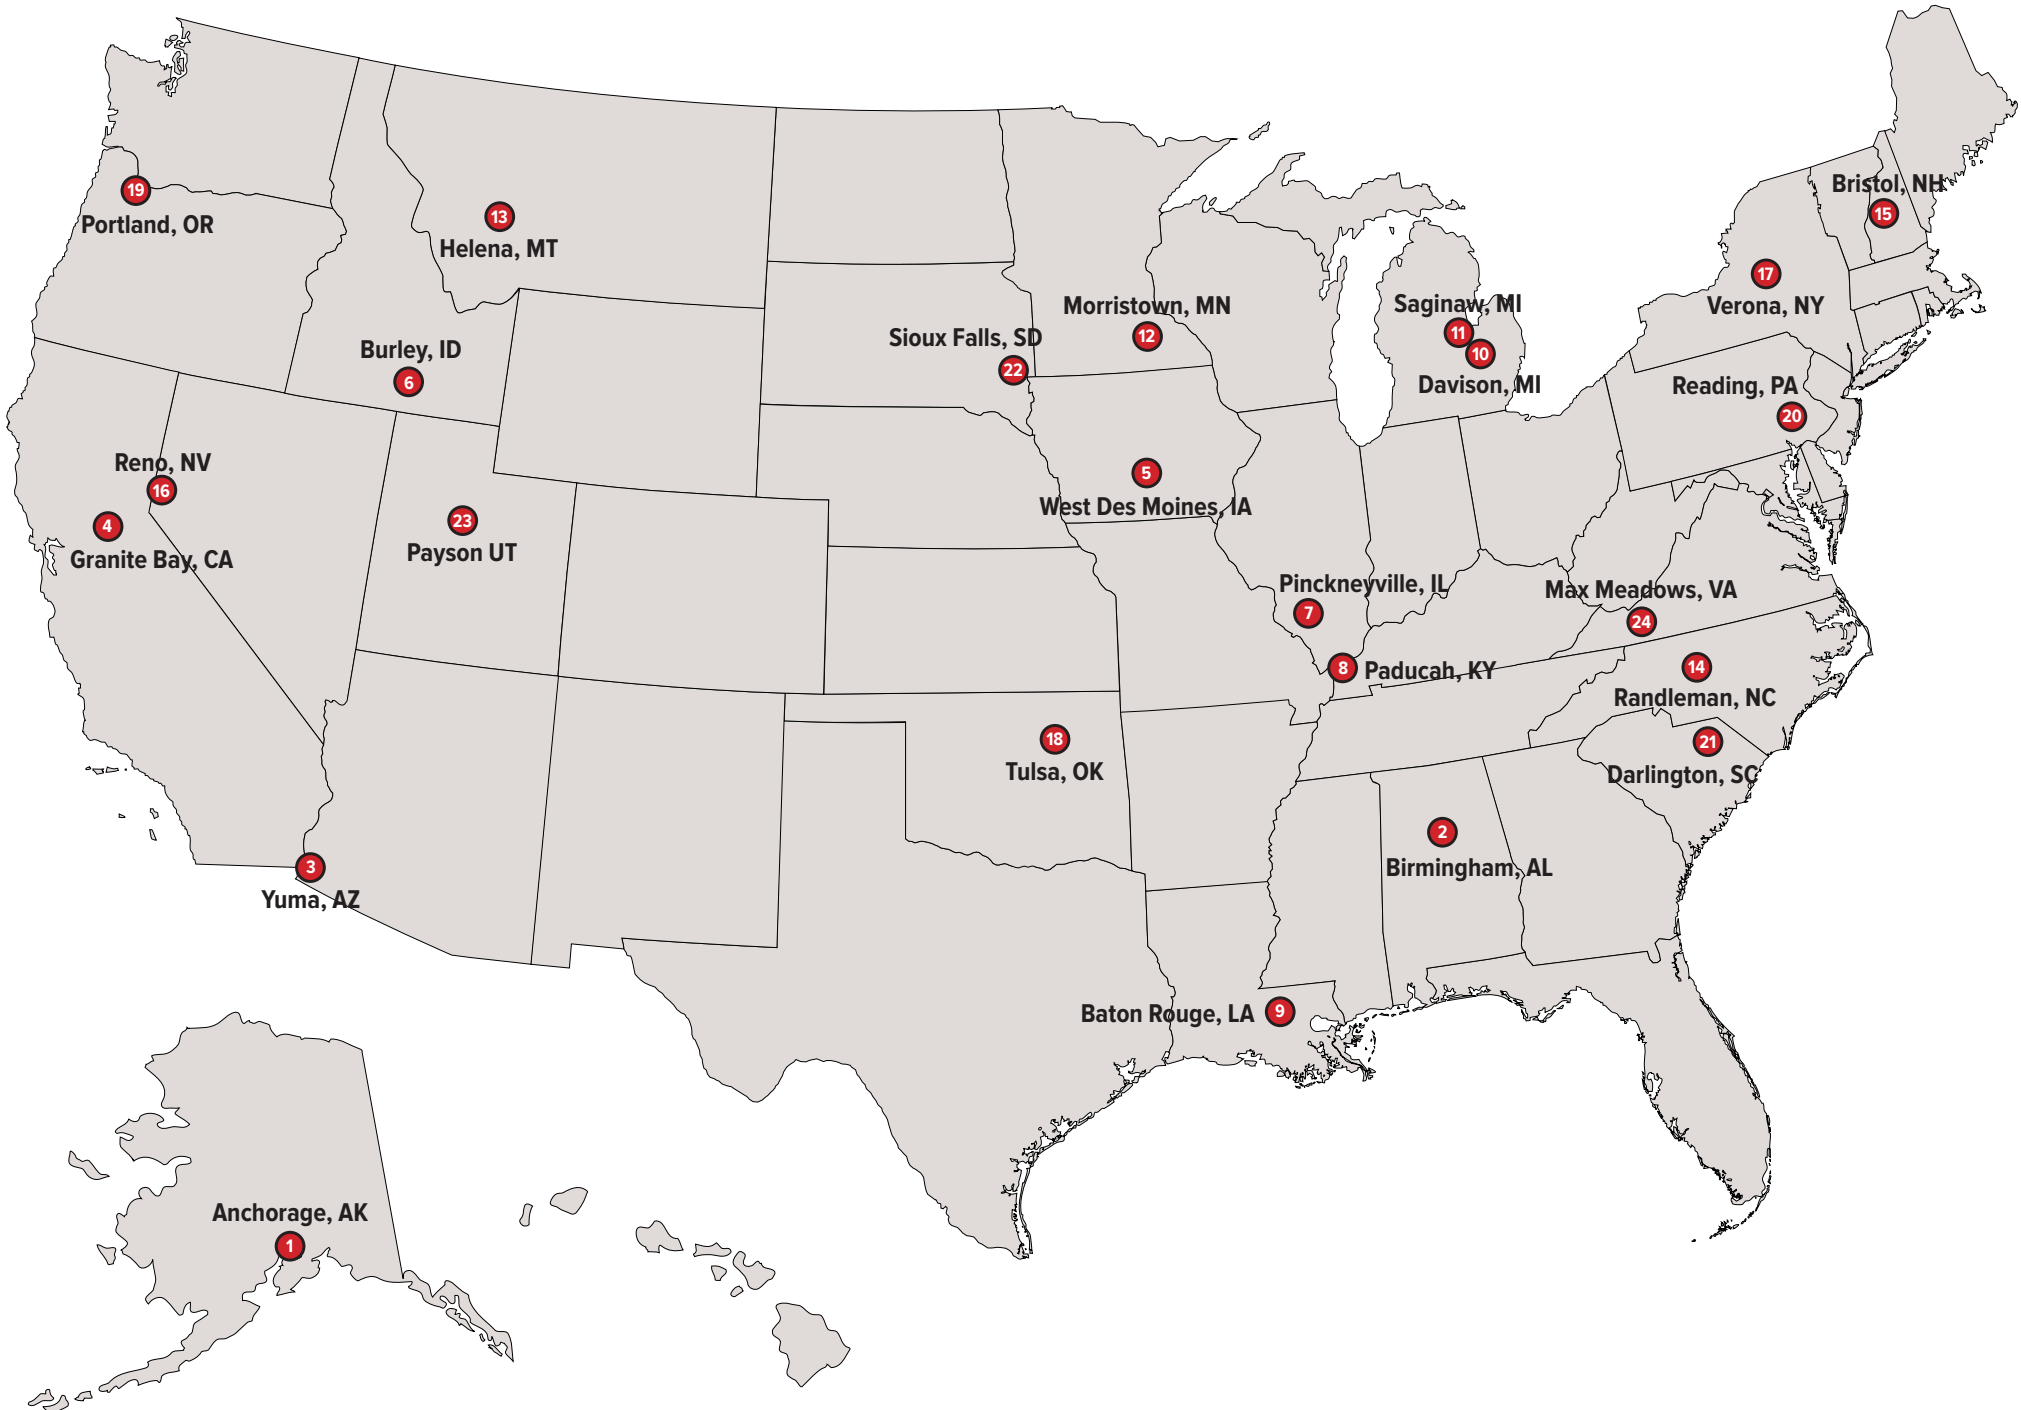 Bristol, NH
15
19
Portland, OR
13
Helena, MT
17
Verona, NY
Morristown, MN
12
Saginaw, MI
11
10
Davison, MI
Sioux Falls, SD
22
Burley, ID
6
Reading, PA
20
Reno, NV
16
4
Granite Bay, CA
23
Payson UT
5
West Des Moines, IA
Pinckneyville, IL
7
Max Meadows, VA
24
8 Paducah, KY
14
Randleman, NC
18
Tulsa, OK
21
Darlington, SC
2
Birmingham, AL
3
Yuma, AZ
Baton Rouge, LA 9
Anchorage, AK
1